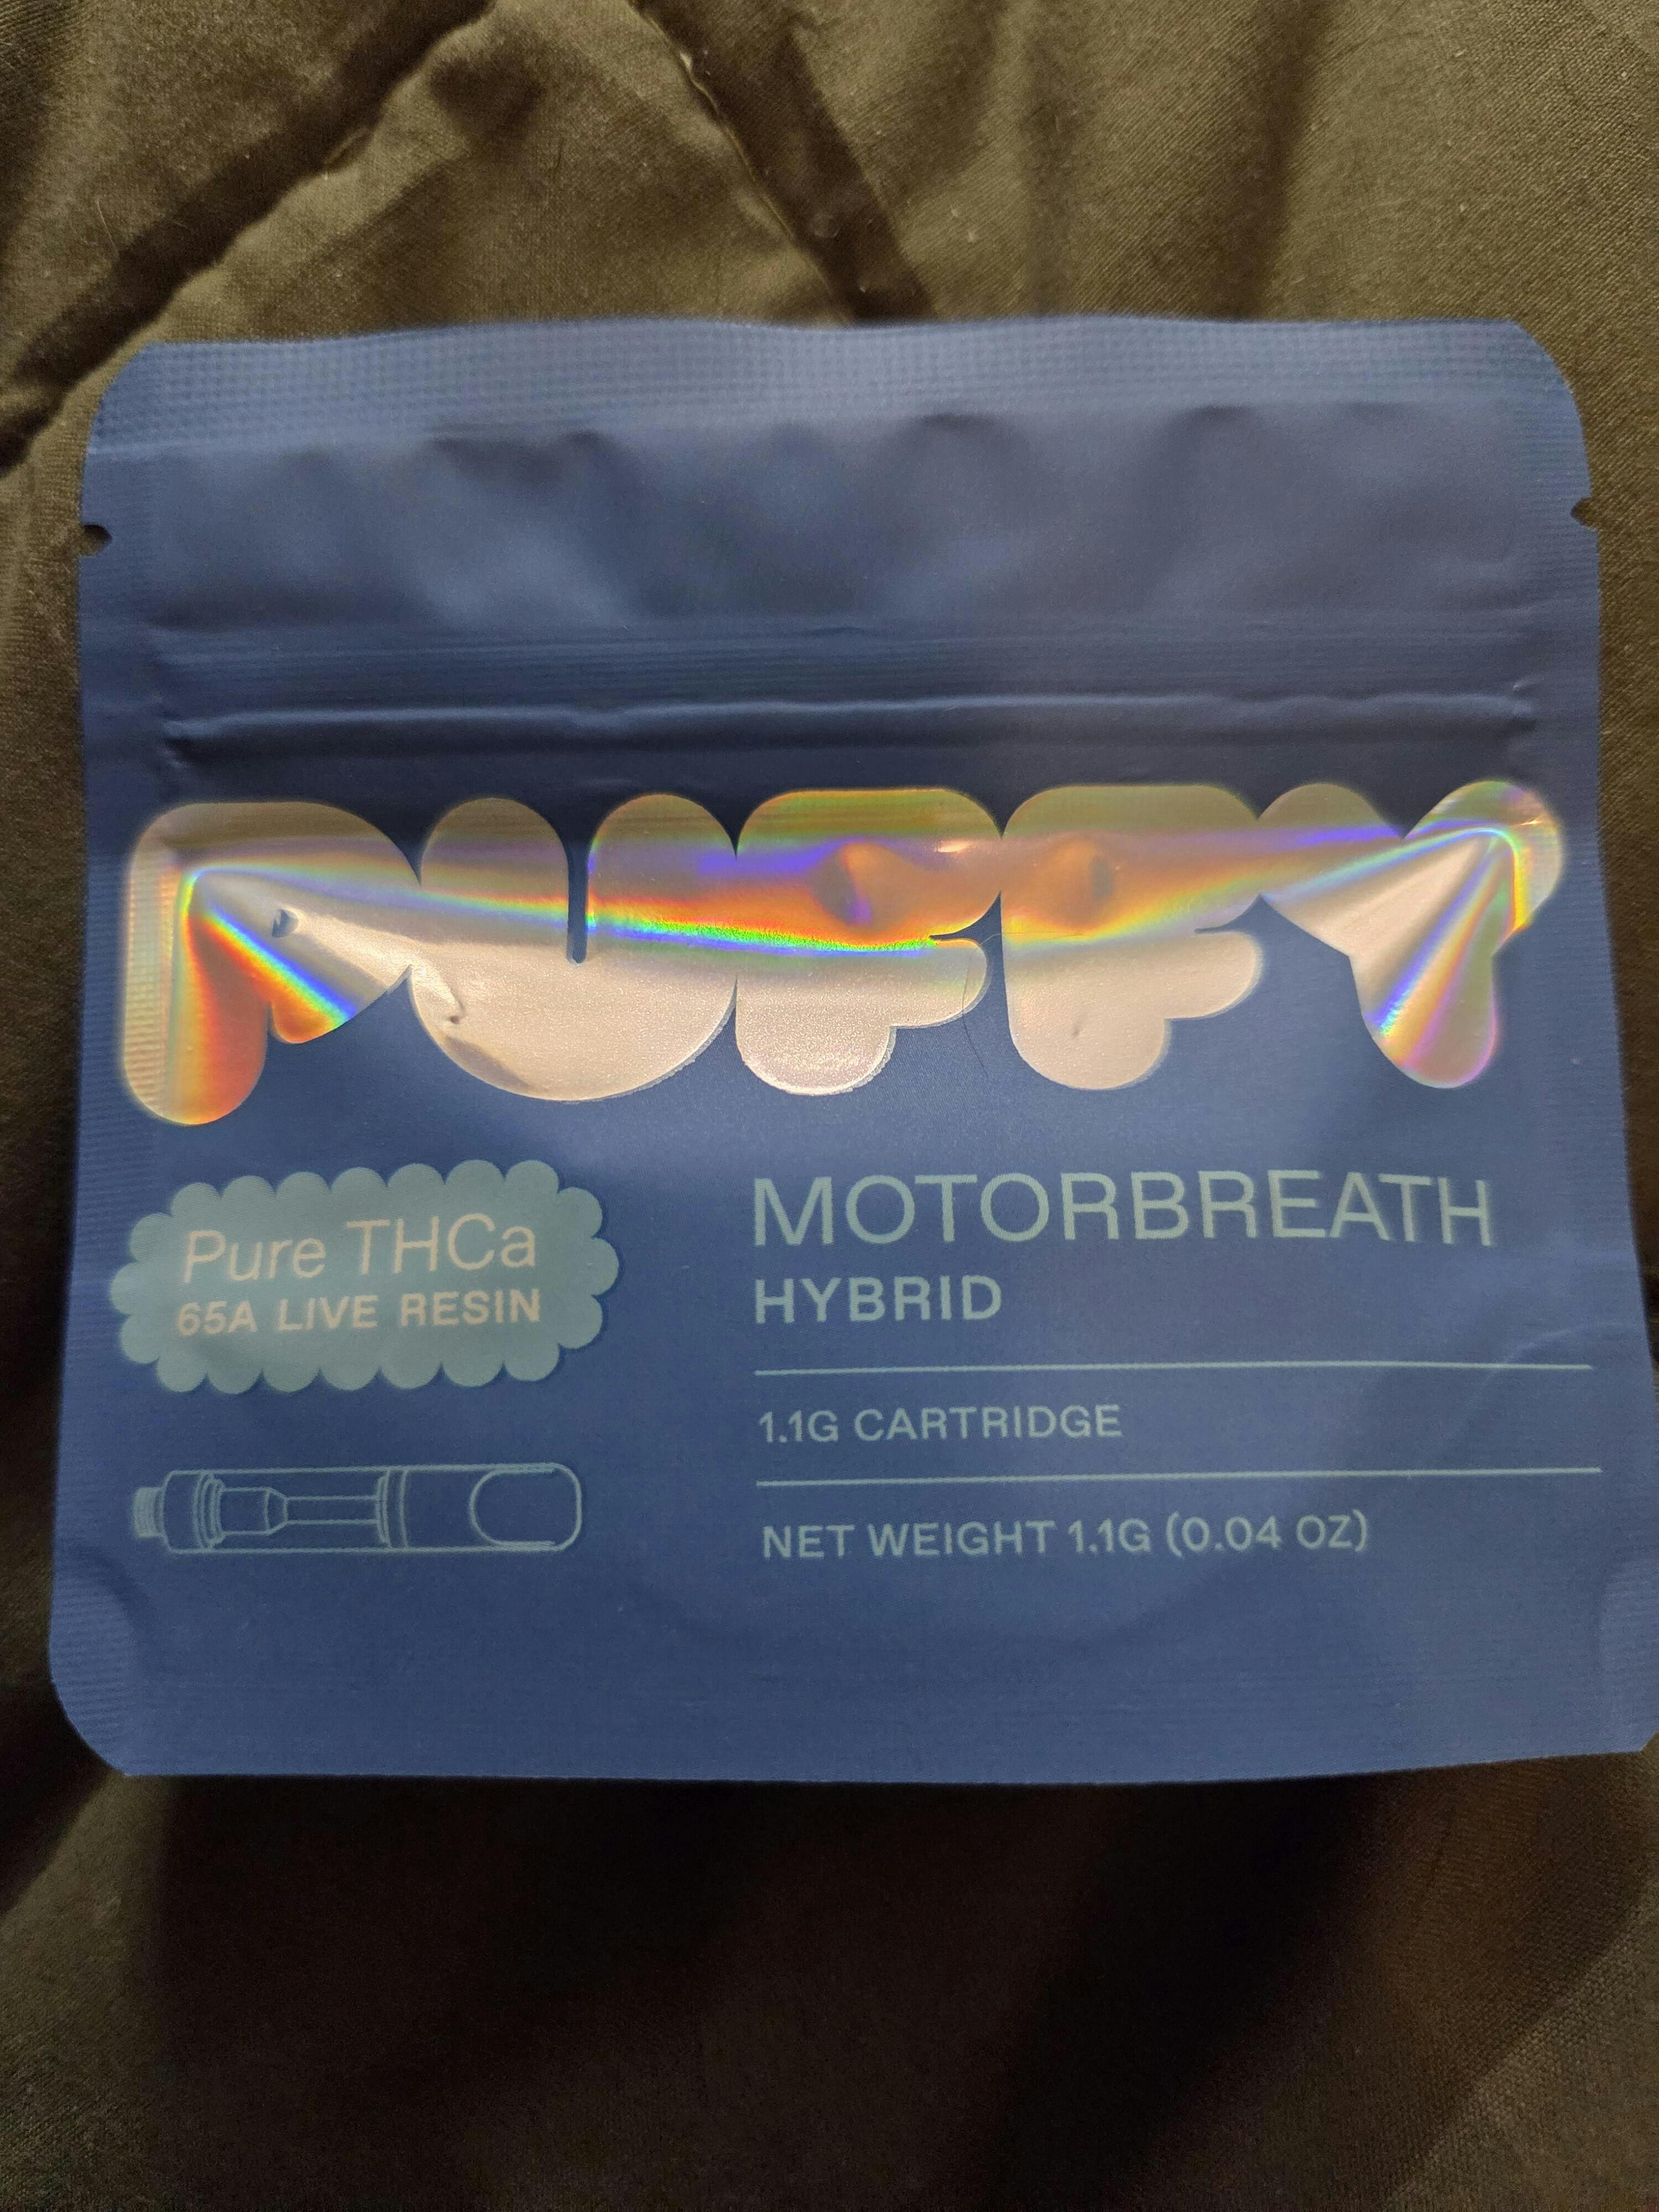 PUFFY
Pure THCa
65A LIVE RESIN
MOTORBREATH
HYBRID
1.1G CARTRIDGE
NET WEIGHT 1.1G (0.04 OZ)